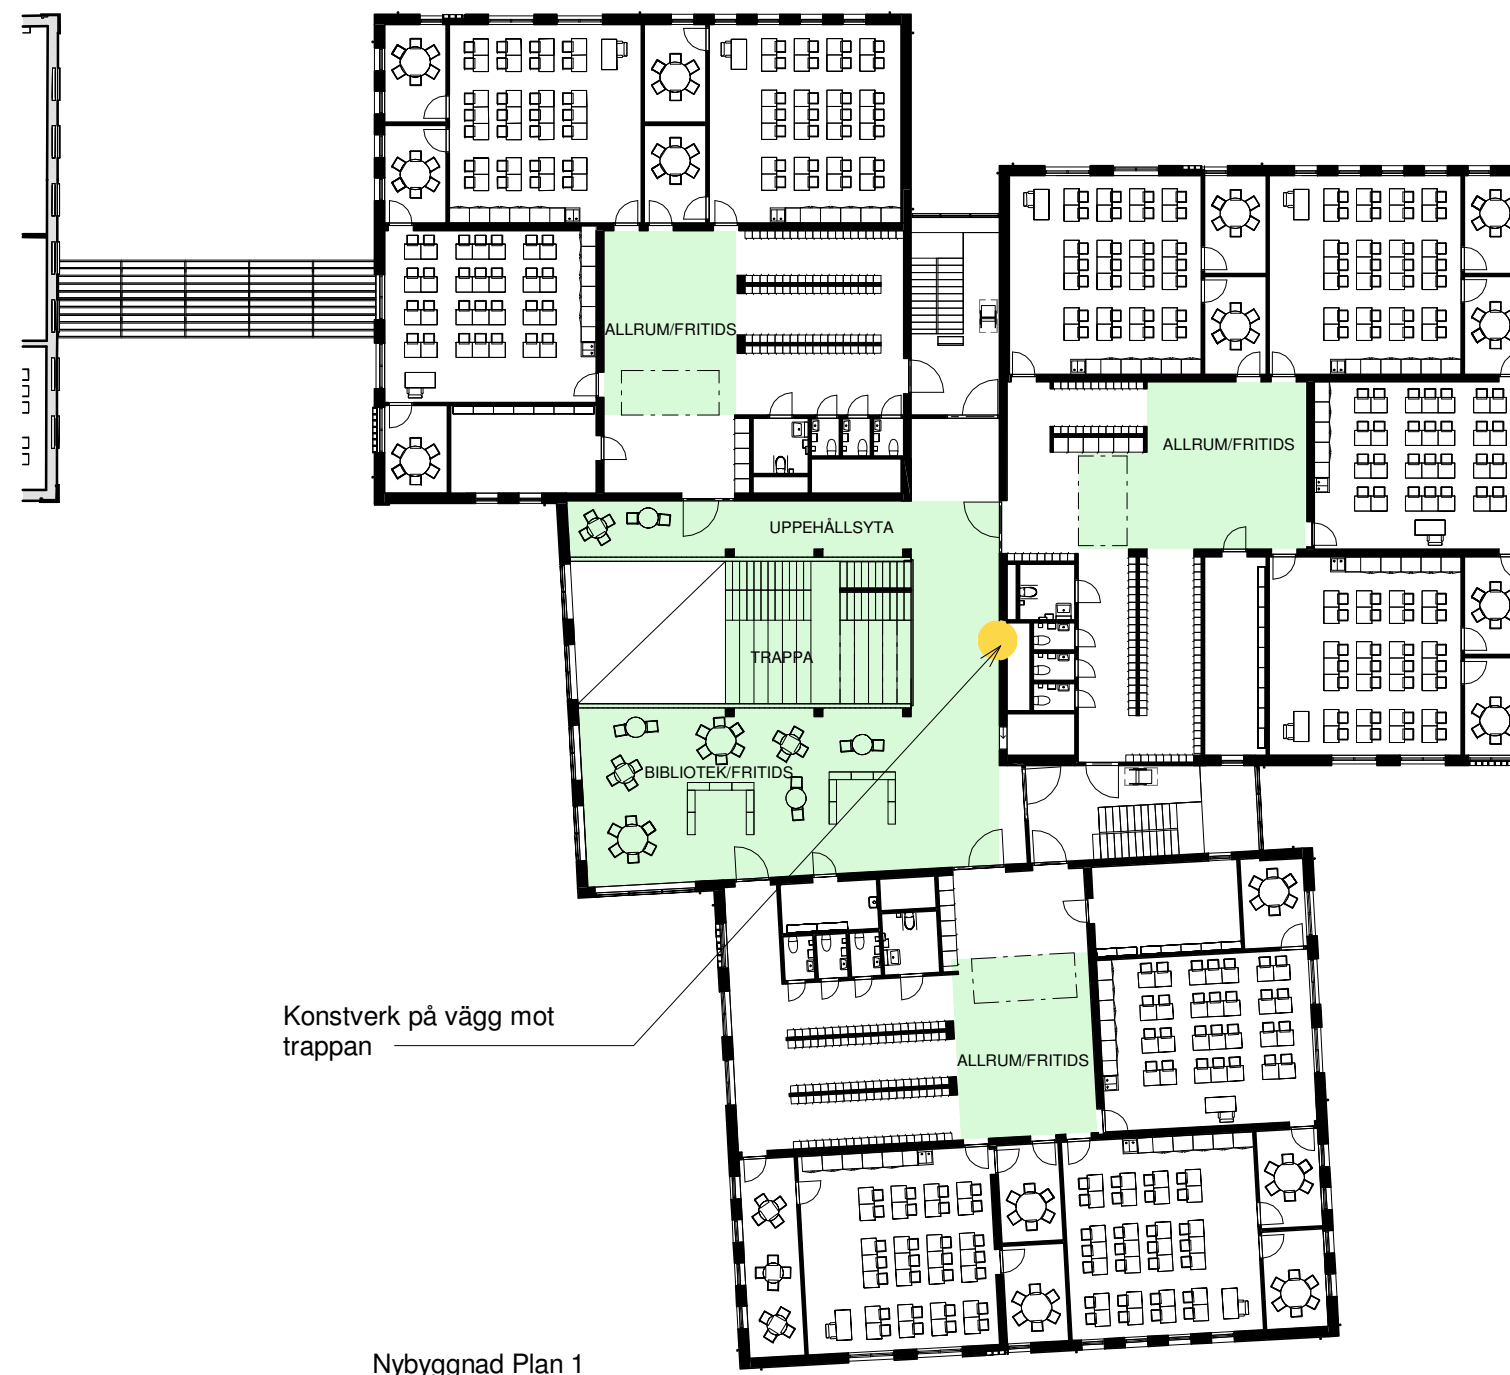 ALLRUM/FRITIDS
ALLRUM/FRITIDS
UPPEHÅLLSYTA
TRAPPA
BIBLIOTEK/FRITIDS
Konstverk på vägg mot
trappan
ALLRUM/FRITIDS
Nybyggnad Plan 1